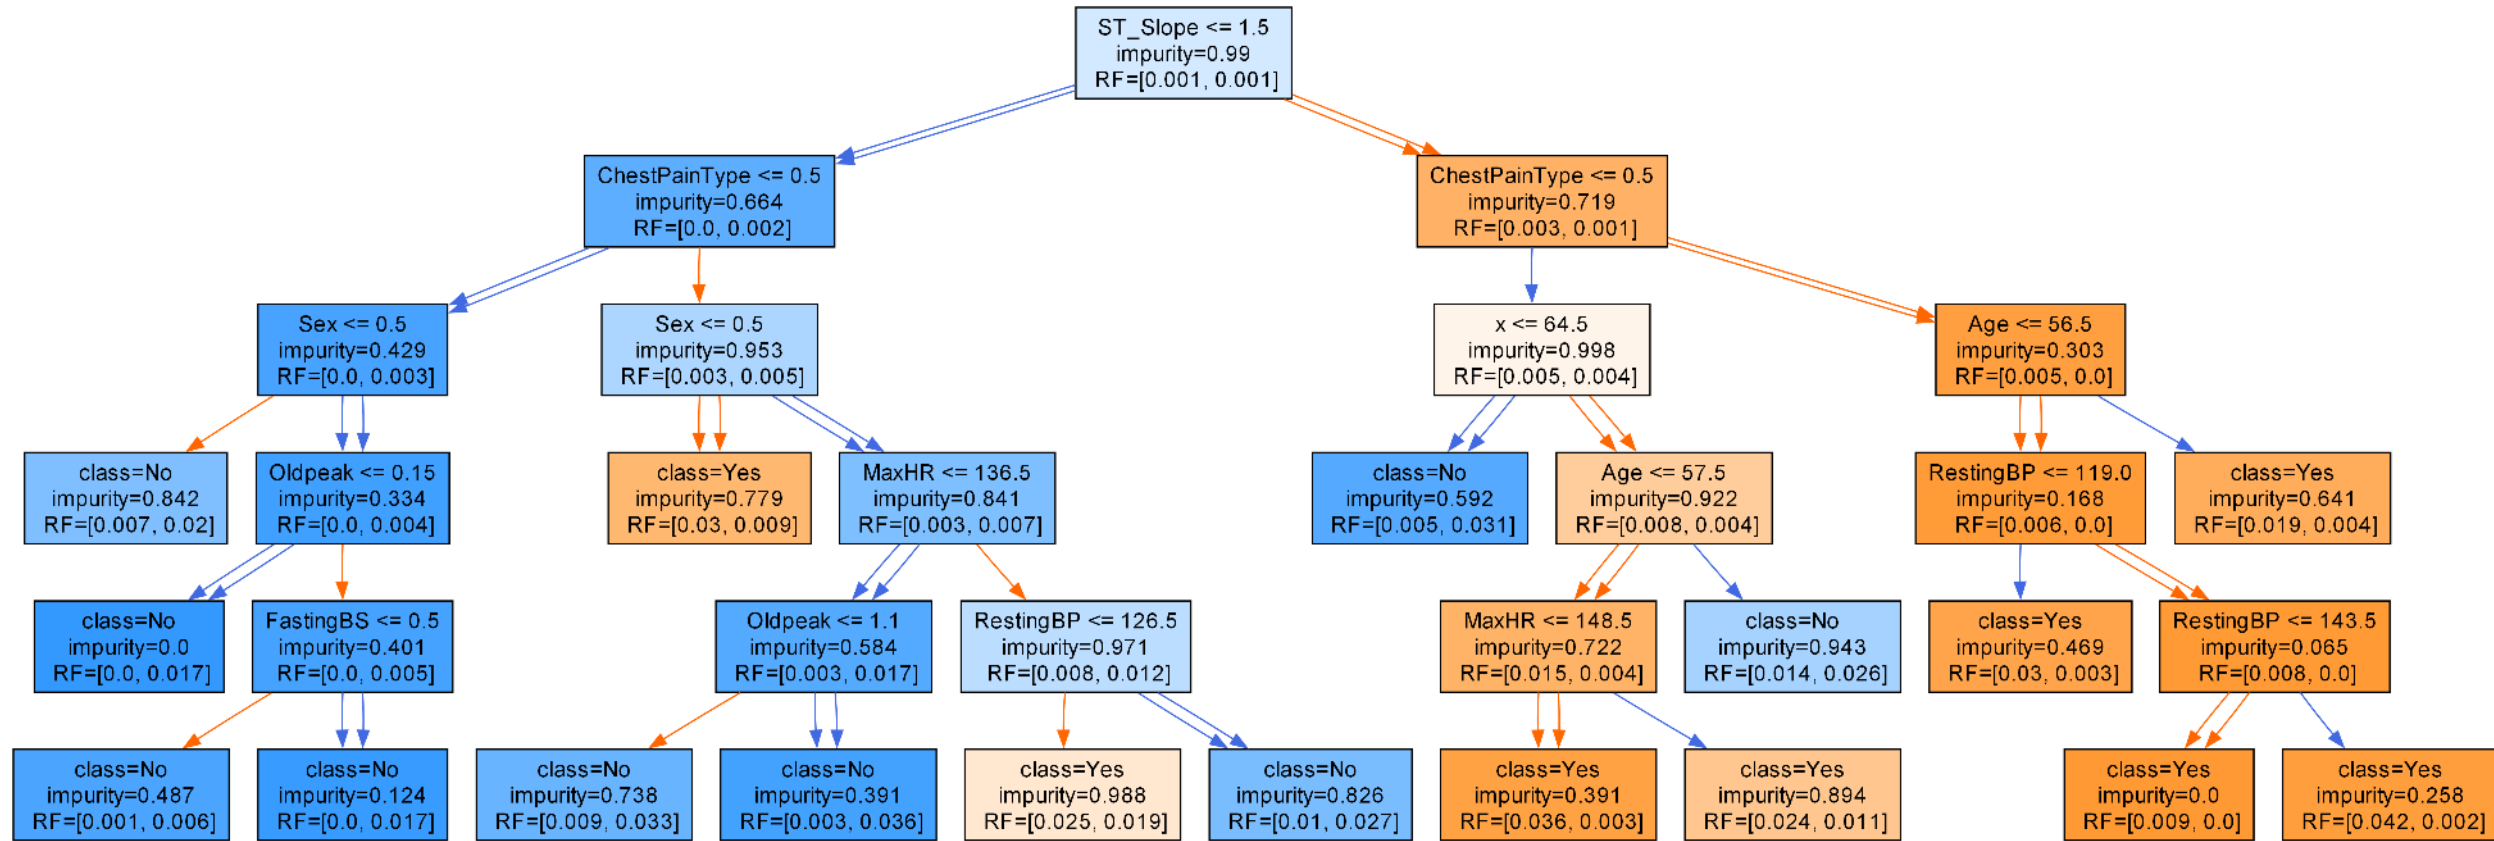 ST_Slope <= 1.5
impurity=0.99
RF=[0.001, 0.001]
ChestPainType <= 0.5
impurity=0.664
RF=[0.0, 0.002]
ChestPainType <= 0.5
impurity=0.719
RF=[0.003, 0.001]
Sex <= 0.5
impurity=0.429
RF=[0.0, 0.003]
Sex <= 0.5
impurity=0.953
RF=[0.003, 0.005]
x <= 64.5
impurity=0.998
RF=[0.005, 0.004]
Age <= 56.5
impurity=0.303
RF=[0.005, 0.0]
class=No
impurity=0.842
RF=[0.007, 0.02]
Oldpeak <= 0.15
impurity=0.334
RF=[0.0, 0.004]
class=Yes
impurity=0.779
RF=[0.03, 0.009]
MaxHR <= 136.5
impurity=0.841
RF=[0.003, 0.007]
class=No
impurity=0.592
RF=[0.005, 0.031]
Age <= 57.5
impurity=0.922
RF=[0.008, 0.004]
RestingBP <= 119.0
impurity=0.168
RF=[0.006, 0.0]
class=Yes
impurity=0.641
RF=[0.019, 0.004]
class=No
impurity=0.0
RF=[0.0, 0.017]
FastingBS <= 0.5
impurity=0.401
RF=[0.0, 0.005]
Oldpeak <= 1.1
impurity=0.584
RF=[0.003, 0.017]
RestingBP <= 126.5
impurity=0.971
RF=[0.008, 0.012]
MaxHR <= 148.5
impurity=0.722
RF=[0.015, 0.004]
class=No
impurity=0.943
RF=[0.014, 0.026]
class=Yes
impurity=0.469
RF=[0.03, 0.003]
RestingBP <= 143.5
impurity=0.065
RF=[0.008, 0.0]
class=No
impurity=0.487
RF=[0.001, 0.006]
class=No
impurity=0.124
RF=[0.0, 0.017]
class=No
impurity=0.738
RF=[0.009, 0.033]
class=No
impurity=0.391
RF=[0.003, 0.036]
class=Yes
impurity=0.988
RF=[0.025, 0.019]
class=No
impurity=0.826
RF=[0.01, 0.027]
class=Yes
impurity=0.391
RF=[0.036, 0.003]
class=Yes
impurity=0.894
RF=[0.024, 0.011]
class=Yes
impurity=0.0
RF=[0.009, 0.0]
class=Yes
impurity=0.258
RF=[0.042, 0.002]